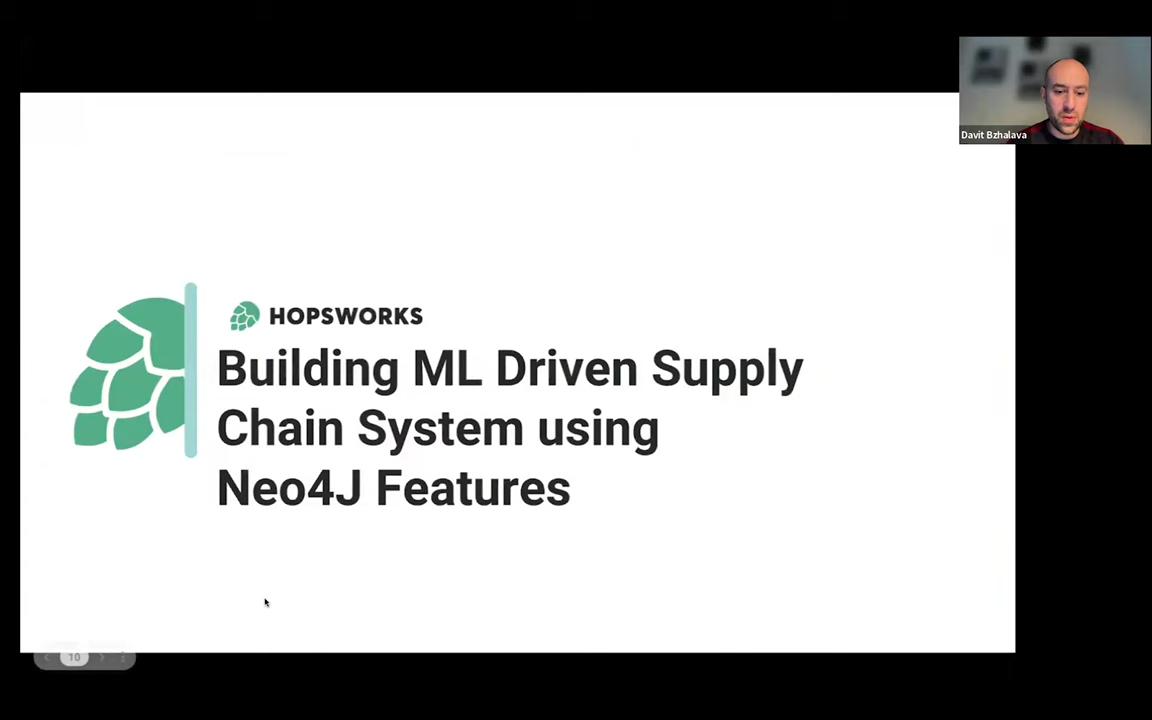 Davit Bzhalava
HOPSWORKS
Building ML Driven Supply
Chain System using
Neo4J Features
10